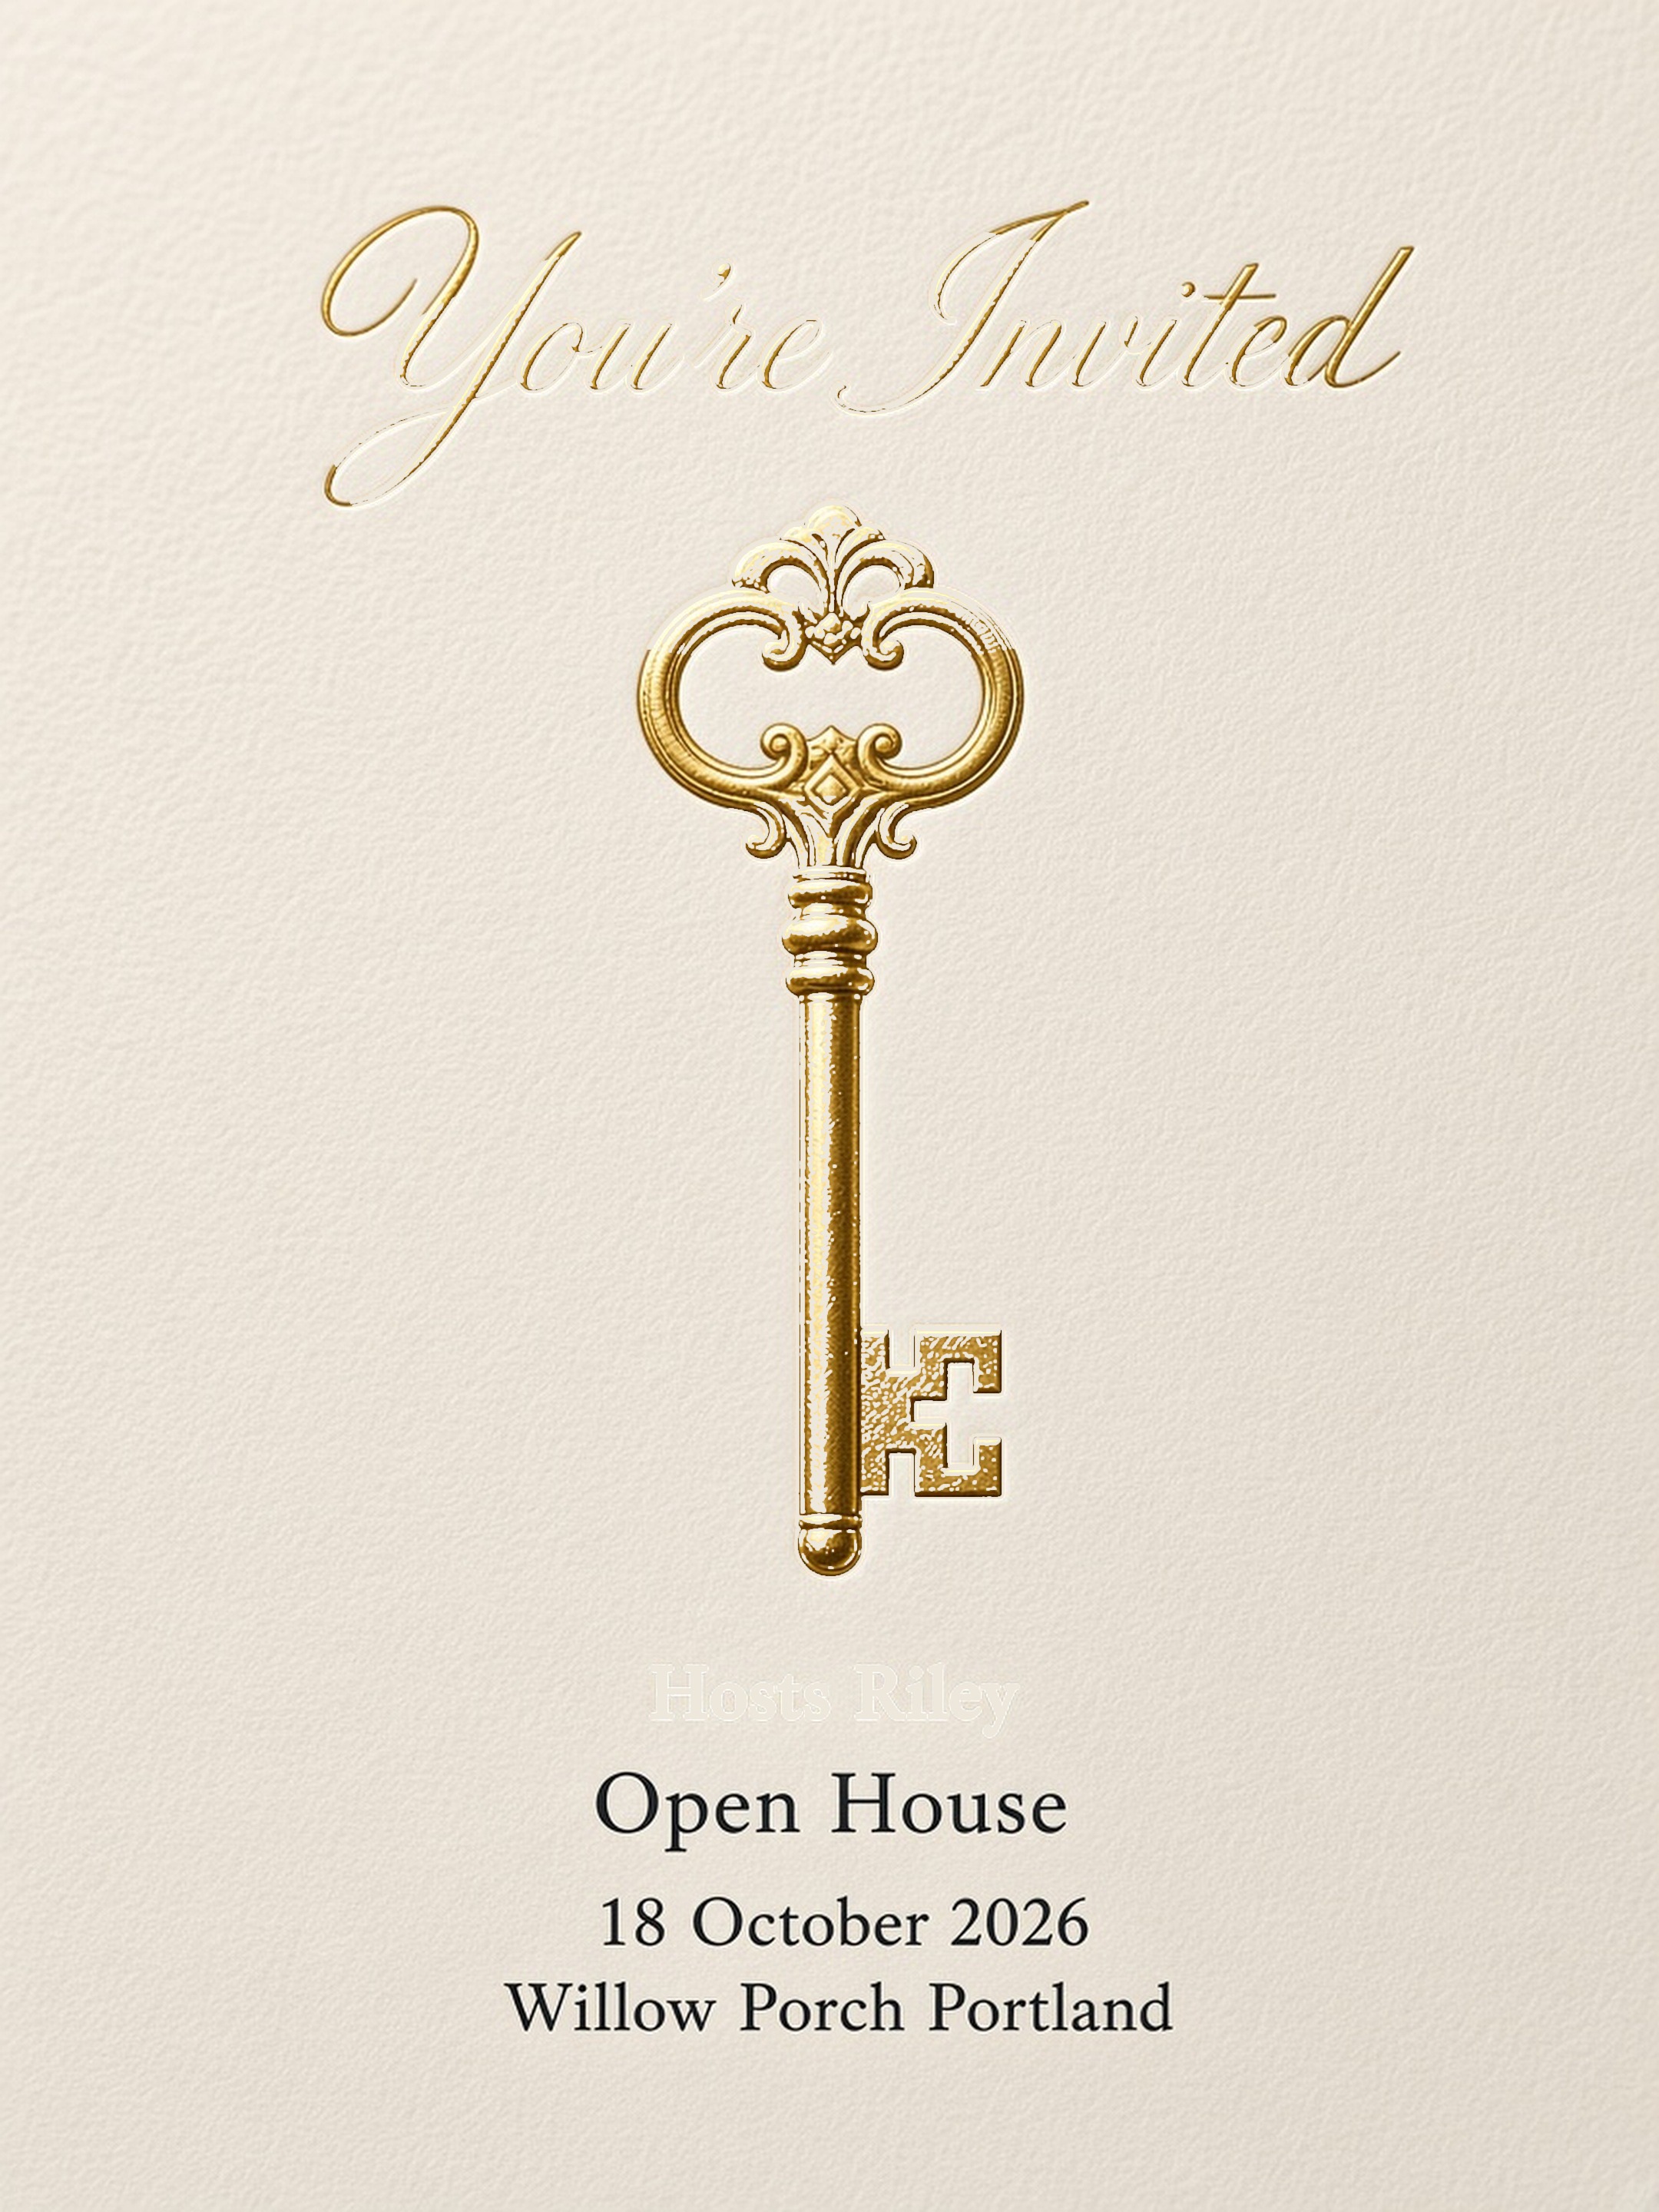 You're Invited
Hosts Riley
Open House
18 October 2026
Willow Porch Portland